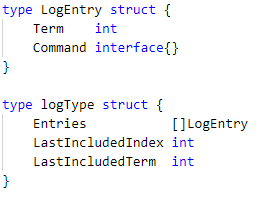 type LogEntry struct {
    Term    int
    Command interface{}
}

type logType struct {
    Entries           []LogEntry
    LastIncludedIndex int
    LastIncludedTerm  int
}